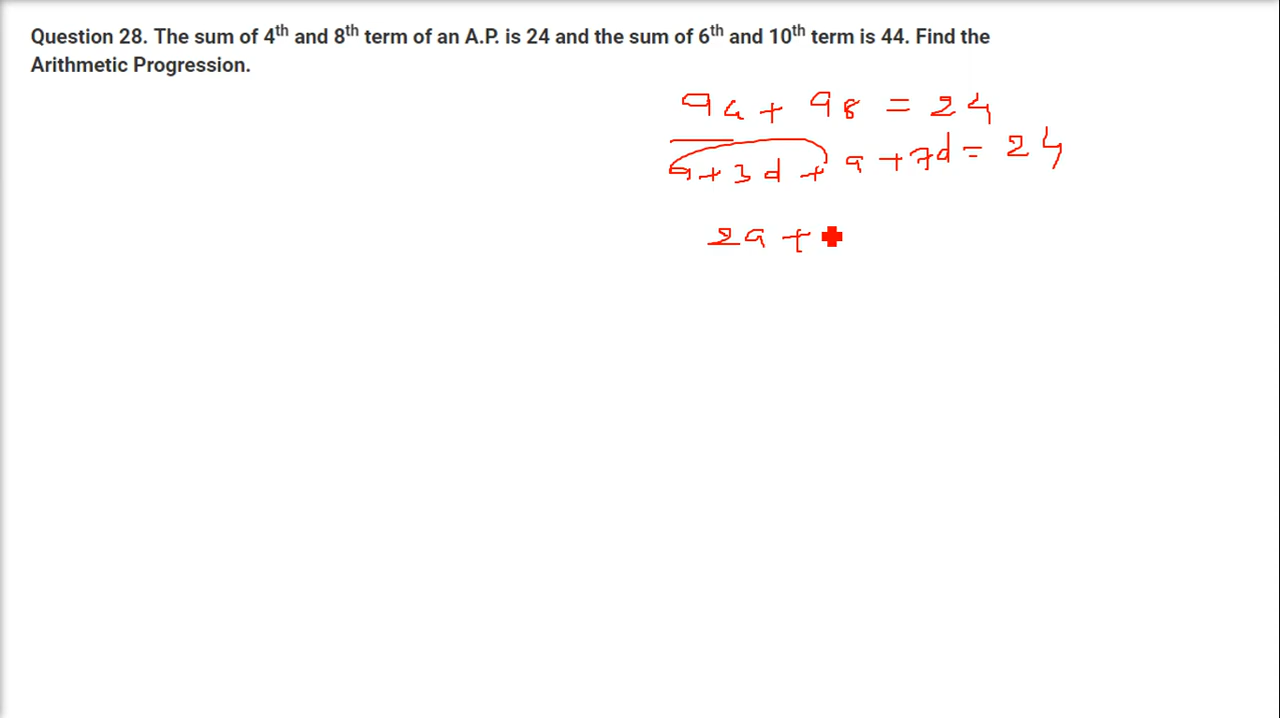 Question 28. The sum of 4th and 8th term of an A.P. is 24 and the sum of 6th and 10th term is 44. Find the
Arithmetic Progression.
a4 + a8 = 24
a+3d + a+7d = 24
2a +